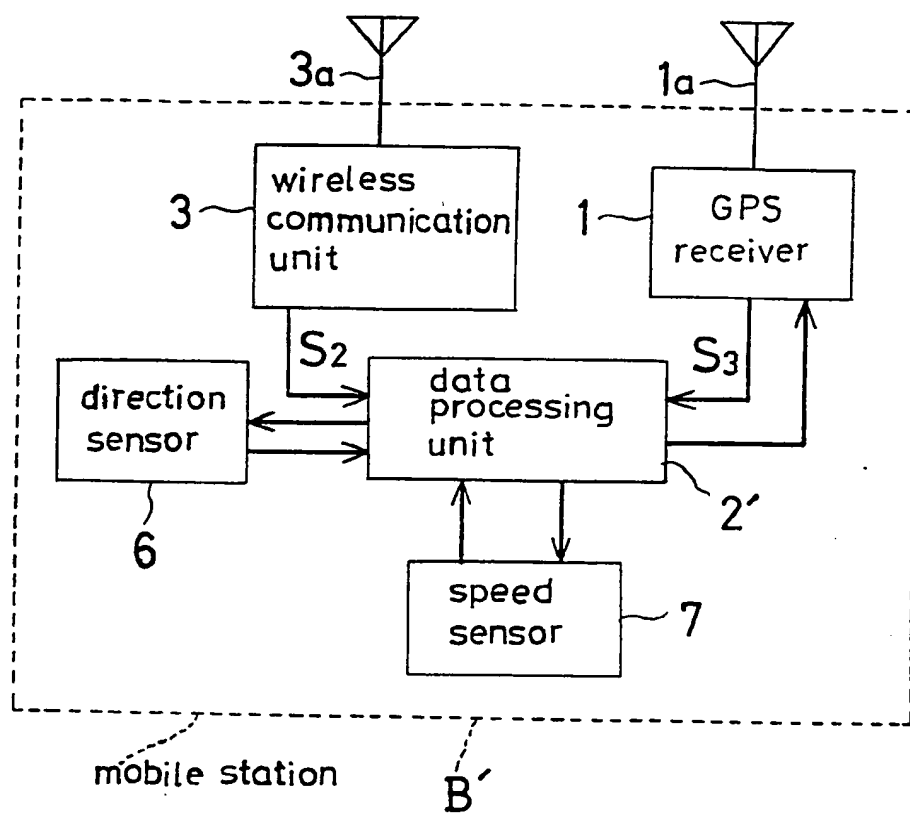 3a
1a
wireless
communication
unit
3
GPS
receiver
1
S2
S3
direction
sensor
data
processing
unit
2'
6
speed
sensor
7
mobile station
B'